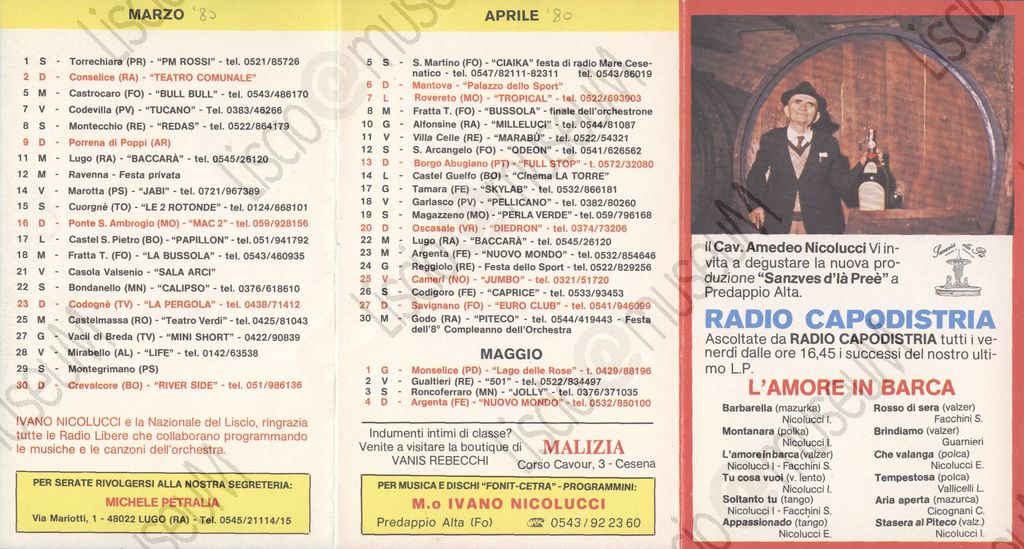 MARZO '80
1 S - Torrechiara (PR) - “PM ROSSI” - tel. 0521/85726
2 D - Conselice (RA) - “TEATRO COMUNALE”
5 M - Castrocaro (FO) - “BULL BULL” - tel. 0543/486170
7 V - Codevilla (PV) - “TUCANO” - Tel. 0383/46266
8 S - Montecchio (RE) - “REDAS” - tel. 0522/864179
9 D - Porrena di Poppi (AR)
11 M - Lugo (RA) - “BACCARÀ” - tel. 0545/26120
12 M - Ravenna - Festa privata
14 V - Marotta (PS) - “JABI” - tel. 0721/967389
15 S - Cuorgnè (TO) - “LE 2 ROTONDE” - tel. 0124/668101
16 D - Ponte S. Ambrogio (MO) - “MAC 2” - tel. 059/928156
17 L - Castel S. Pietro (BO) - “PAPILLON” - tel. 051/941792
18 M - Fratta T. (FO) - “LA BUSSOLA” - tel. 0543/460935
21 V - Casola Valsenio - “SALA ARCI”
22 S - Bondanello (MN) - “CALIPSO” - tel. 0376/618610
23 D - Codognè (TV) - “LA PERGOLA” - tel. 0438/71412
25 M - Castelmassa (RO) - “Teatro Verdi” - tel. 0425/81043
27 G - Vacil di Breda (TV) - “MINI SHORT” - 0422/90839
28 V - Mirabello (AL) - “LIFE” - tel. 0142/63538
29 S - Montegrimano (PS)
30 D - Crevalcore (BO) - “RIVER SIDE” - tel. 051/986136
IVANO NICOLUCCI e la Nazionale del Liscio, ringrazia
tutte le Radio Libere che collaborano programmando
le musiche e le canzoni dell'orchestra.
PER SERATE RIVOLGERSI ALLA NOSTRA SEGRETERIA:
MICHELE PETRALIA
Via Mariotti, 1 - 48022 LUGO (RA) - Tel. 0545/21114/15
APRILE '80
5 S - S. Martino (FO) - “CIAIKA” festa di radio Mare Cese-
natico - tel. 0547/82111-82311 tel. 0543/86019
6 D - Mantova - “Palazzo dello Sport”
7 L - Rovereto (MO) - “TROPICAL” - tel. 0522/693903
8 M - Fratta T. (FO) - “BUSSOLA” - finale dell'orchestrone
10 G - Alfonsine (RA) - “MILLELUCI” - tel. 0544/81087
11 V - Villa Celle (RE) - “MARABÙ” - tel. 0522/54321
12 S - S. Arcangelo (FO) - “ODEON” - tel. 0541/626562
13 D - Borgo Abugiano (PT) - “FULL STOP” - t. 0572/32080
14 L - Castel Guelfo (BO) - “Cinema LA TORRE”
17 G - Tamara (FE) - “SKYLAB” - tel. 0532/866181
18 V - Garlasco (PV) - “PELLICANO” - tel. 0382/80260
19 S - Magazzeno (MO) - “PERLA VERDE” - tel. 059/796168
20 D - Oscasale (VR) - “DIEDRON” - tel. 0374/73206
22 M - Lugo (RA) - “BACCARÀ” - tel. 0545/26120
23 M - Argenta (FE) - “NUOVO MONDO” - tel. 0532/854646
24 G - Reggiolo (RE) - Festa dello Sport - tel. 0522/829256
25 V - Cameri (NO) - “JUMBO” - tel. 0321/51720
26 S - Codigoro (FE) - “CAPRICE” - tel. 0533/93453
27 D - Savignano (FO) - “EURO CLUB” - tel. 0541/946099
30 M - Godo (RA) - “PITECO” - tel. 0544/419443 - Festa
dell'8° Compleanno dell'Orchestra
MAGGIO
1 G - Monselice (PD) - “Lago delle Rose” - t. 0429/88196
2 V - Gualtieri (RE) - “501” - tel. 0522/834497
3 S - Roncoferraro (MN) - “JOLLY” - tel. 0376/371035
4 D - Argenta (FE) - “NUOVO MONDO” - tel. 0532/850100
Indumenti intimi di classe?
Venite a visitare la boutique di MALIZIA
VANIS REBECCHI Corso Cavour, 3 - Cesena
PER MUSICA E DISCHI “FONIT-CETRA” - PROGRAMMINI:
M.o IVANO NICOLUCCI
Predappio Alta (Fo) ☎ 0543/92 23 60
Il Cav. Amedeo Nicolucci Vi in-
vita a degustare la nuova pro-
duzione “Sanzves d'là Preè” a
Predappio Alta.
RADIO CAPODISTRIA
Ascoltate da RADIO CAPODISTRIA tutti i ve-
nerdì dalle ore 16,45 i successi del nostro ulti-
mo L.P.
L'AMORE IN BARCA
Barbarella (mazurka)
Nicolucci I.
Montanara (polka)
Nicolucci I.
L'amore in barca (valzer)
Nicolucci I - Facchini S.
Tu cosa vuoi (v. lento)
Nicolucci I.
Soltanto tu (tango)
Nicolucci I - Facchini S.
Appassionado (tango)
Nicolucci E.
Rosso di sera (valzer)
Facchini S.
Brindiamo (valzer)
Guarnieri
Che valanga (polca)
Nicolucci E.
Tempestosa (polca)
Vallicelli L.
Aria aperta (mazurca)
Cicognani C.
Stasera al Piteco (valz.)
Nicolucci I.
Liscio@museuM